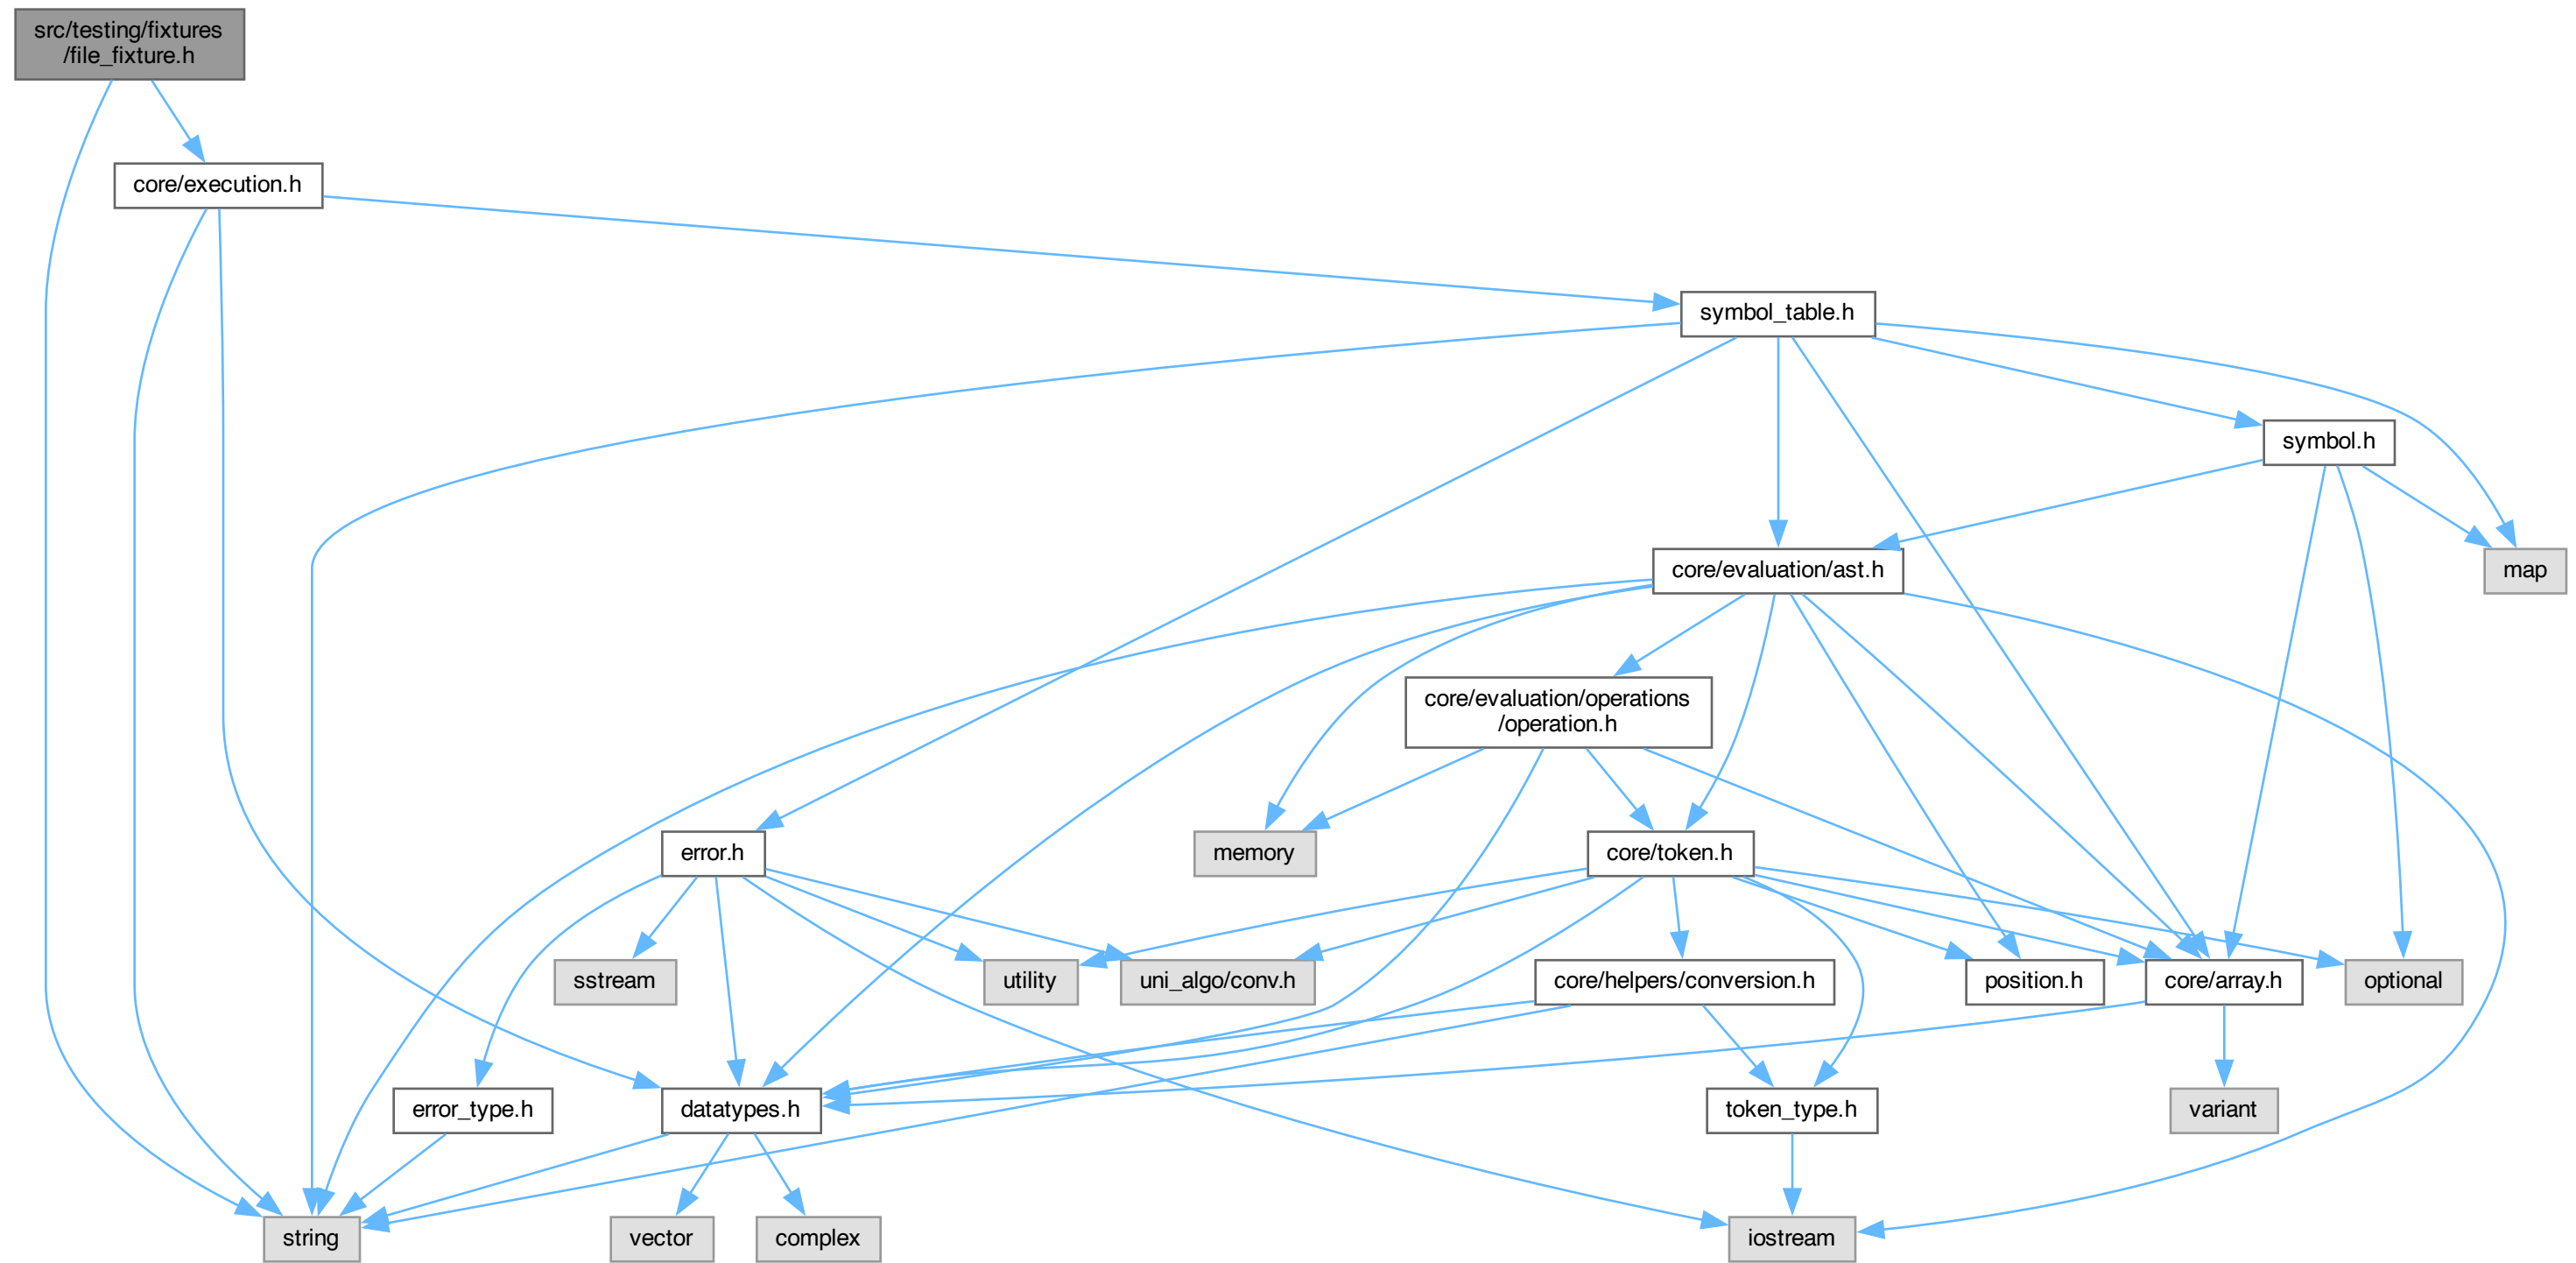 src/testing/fixtures
/file_fixture.h
core/execution.h
symbol_table.h
symbol.h
core/evaluation/ast.h
map
core/evaluation/operations
/operation.h
error.h
memory
core/token.h
sstream
utility
uni_algo/conv.h
core/helpers/conversion.h
position.h
core/array.h
optional
error_type.h
datatypes.h
token_type.h
variant
string
vector
complex
iostream